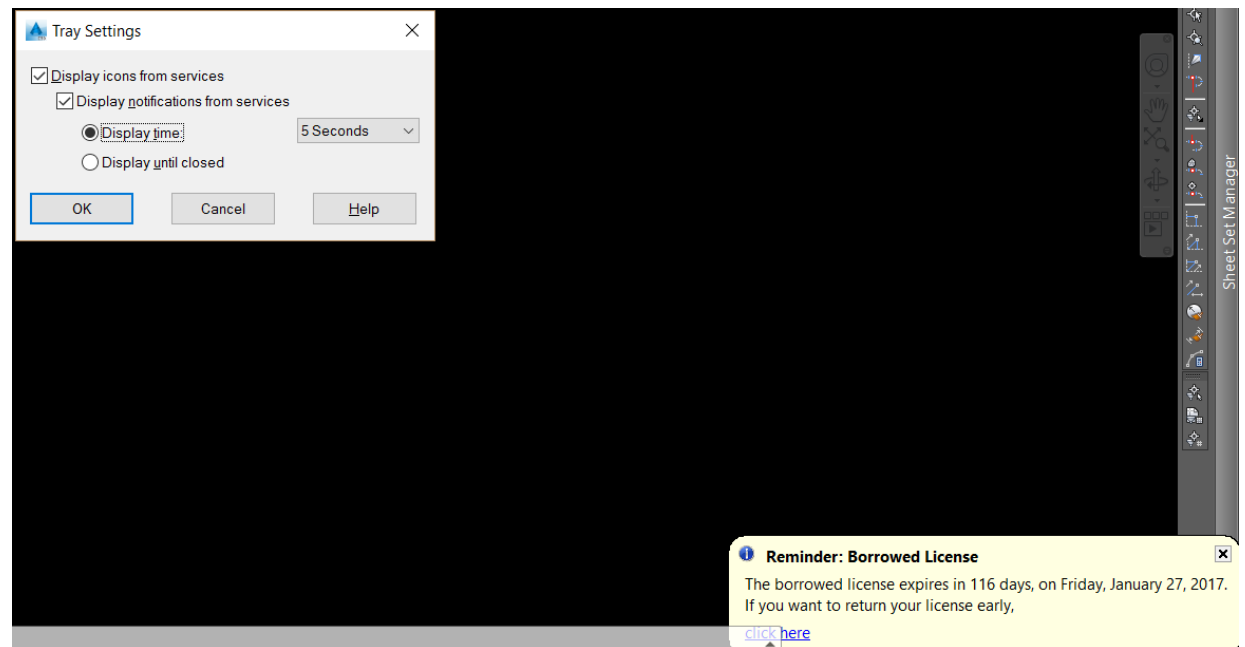 Tray Settings
Display icons from services
Display notifications from services
Display time:
5 Seconds
Display until closed
OK
Cancel
Help
Sheet Set Manager
Reminder: Borrowed License
The borrowed license expires in 116 days, on Friday, January 27, 2017.
If you want to return your license early,
click here